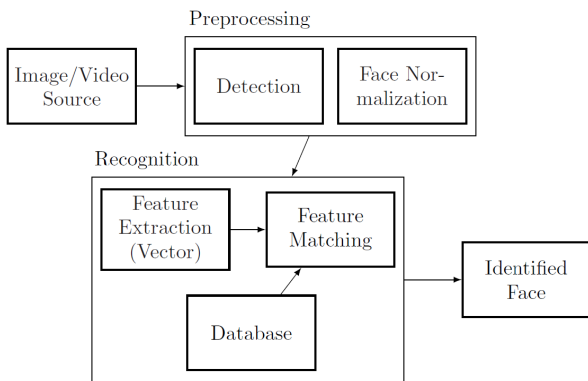 Preprocessing
Image/Video
Source
Detection
Face Nor-
malization
Recognition
Feature
Extraction
(Vector)
Feature
Matching
Database
Identified
Face